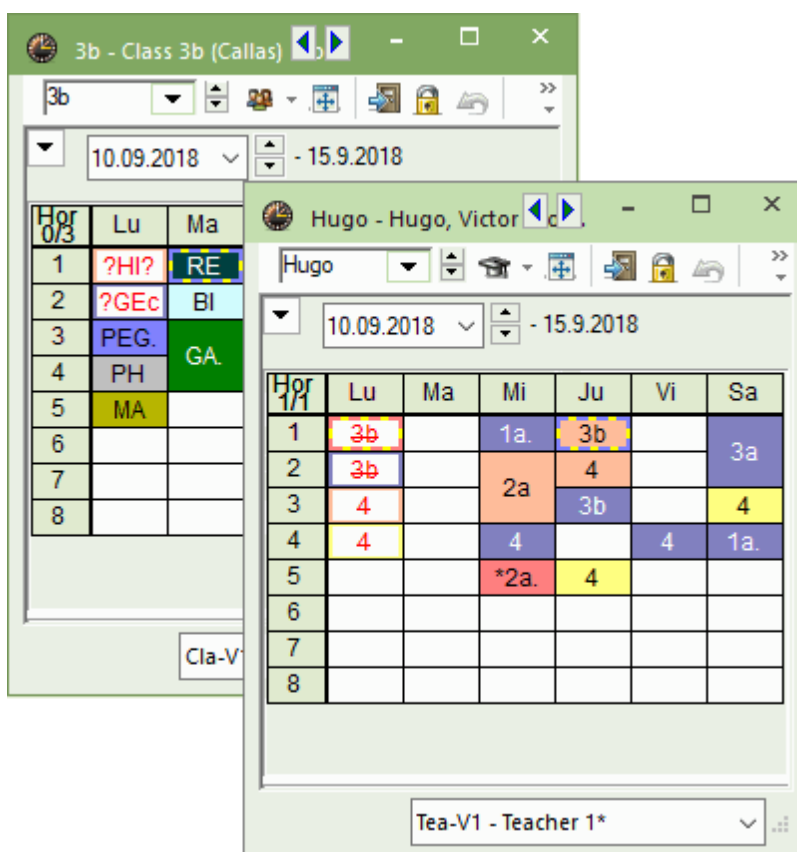 3b - Class 3b (Callas)
3b
10.09.2018 - 15.9.2018
Hor 0/3 Lu Ma
1 ?HI? RE
2 ?GEc BI
3 PEG. GA.
4 PH
5 MA
6
7
8
Cla-V1
Hugo - Hugo, Victor
Hugo
10.09.2018 - 15.9.2018
Hor 1/1 Lu Ma Mi Ju Vi Sa
1 3b 1a. 3b 3a
2 3b 2a 4
3 4 3b 4
4 4 4 4 1a.
5 *2a. 4
6
7
8
Tea-V1 - Teacher 1*